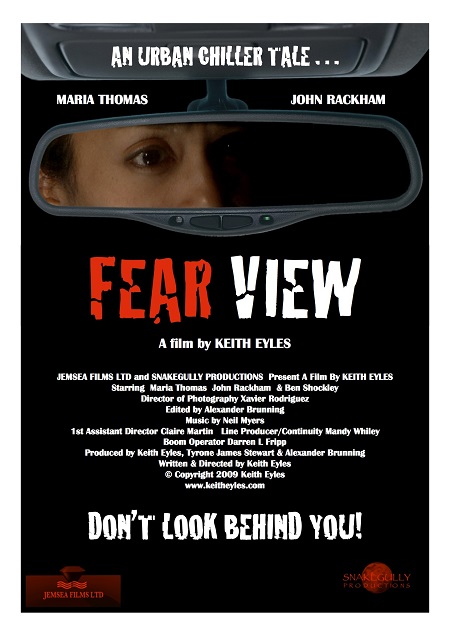 AN URBAN CHILLER TALE...
MARIA THOMAS JOHN RACKHAM
FEAR VIEW
A film by KEITH EYLES
JEMSEA FILMS LTD and SNAKEGULLY PRODUCTIONS Present A Film By KEITH EYLES
Starring Maria Thomas John Rackham & Ben Shockley
Director of Photography Xavier Rodriguez
Edited by Alexander Brunning
Music by Neil Myers
1st Assistant Director Claire Martin Line Producer/Continuity Mandy Whiley
Boom Operator Darren L Fripp
Produced by Keith Eyles, Tyrone James Stewart & Alexander Brunning
Written & Directed by Keith Eyles
© Copyright 2009 Keith Eyles
www.keitheyles.com
DON'T LOOK BEHIND YOU!
JEMSEA FILMS LTD
SNAKEGULLY
PRODUCTIONS